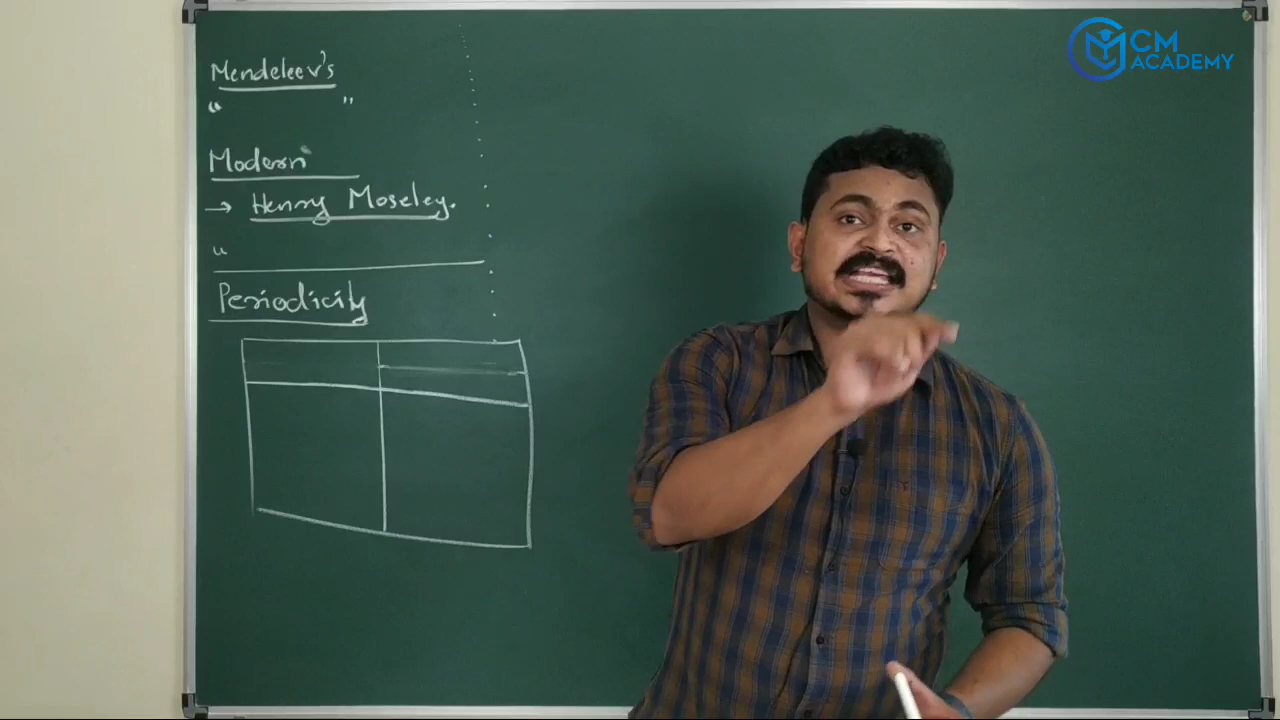 Mendeleev's
" "
Modern
→ Henry Moseley.
"
Periodicity
CM
ACADEMY